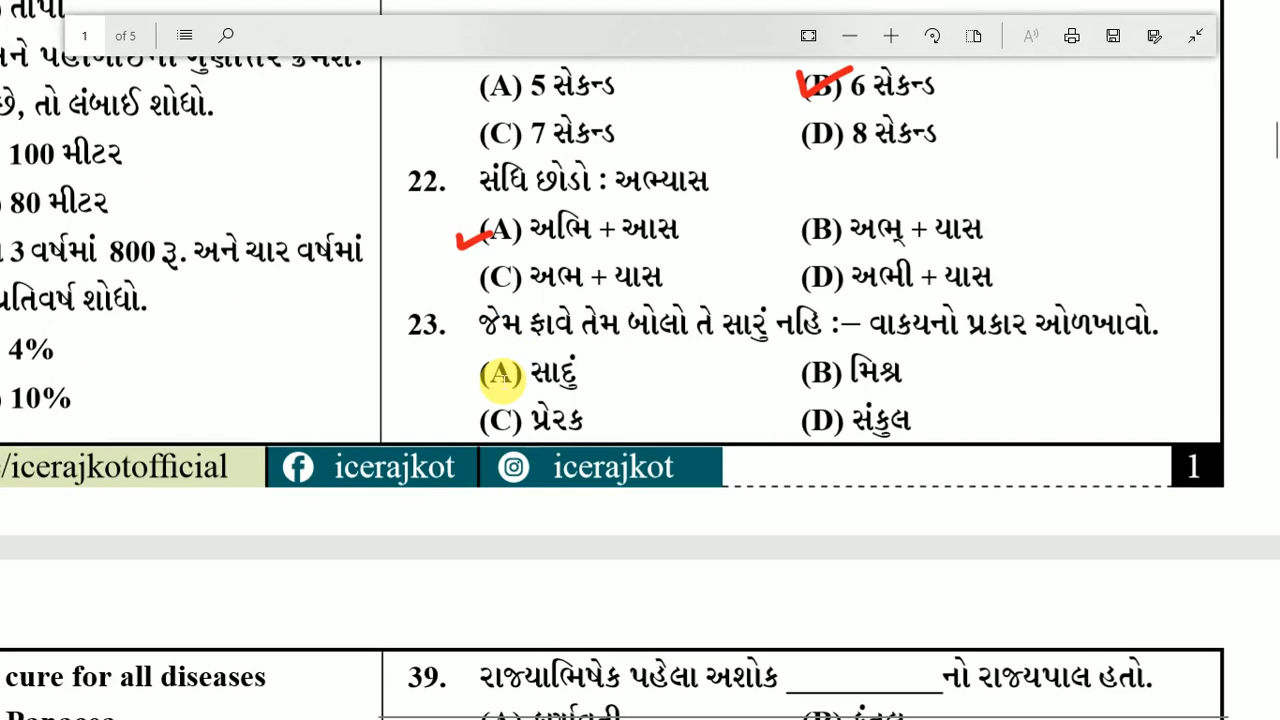 1 of 5
છે, તો લંબાઈ શોધો.
100 મીટર
80 મીટર
3 વર્ષમાં 800 રૂ. અને ચાર વર્ષમાં
પ્રતિવર્ષ શોધો.
4%
10%
(A) 5 સેકન્ડ (B) 6 સેકન્ડ
(C) 7 સેકન્ડ (D) 8 સેકન્ડ
22. સંધિ છોડો : અભ્યાસ
(A) અભિ + આસ (B) અભ્ + યાસ
(C) અભ + યાસ (D) અભી + યાસ
23. જેમ ફાવે તેમ બોલો તે સારું નહિ :– વાકયનો પ્રકાર ઓળખાવો.
(A) સાદું (B) મિશ્ર
(C) પ્રેરક (D) સંકુલ
/icerajkotofficial icerajkot icerajkot 1
cure for all diseases
39. રાજ્યાભિષેક પહેલા અશોક __________નો રાજ્યપાલ હતો.